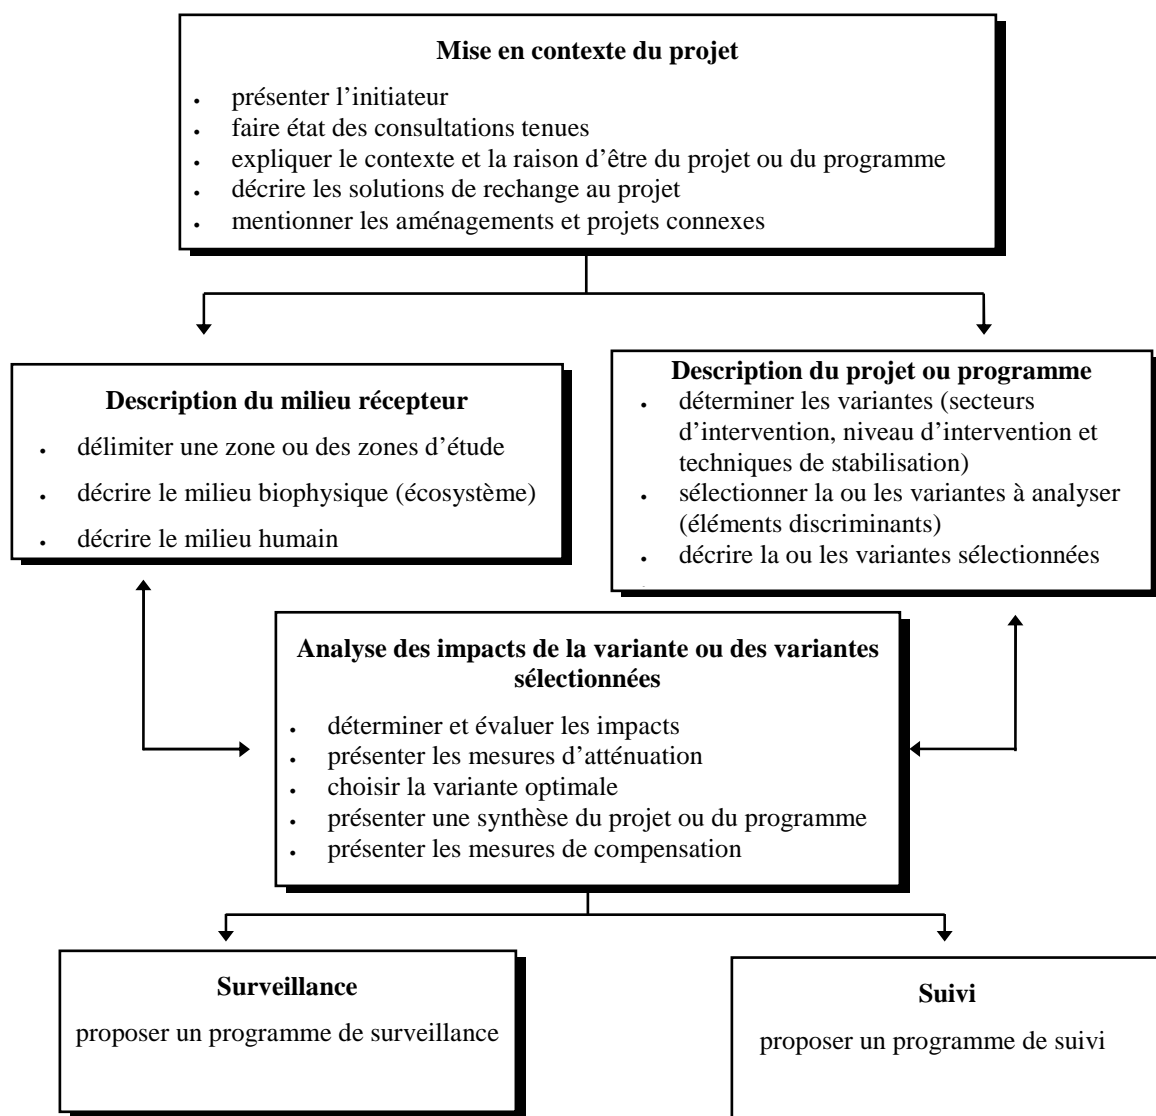 Mise en contexte du projet
• présenter l’initiateur
• faire état des consultations tenues
• expliquer le contexte et la raison d’être du projet ou du programme
• décrire les solutions de rechange au projet
• mentionner les aménagements et projets connexes
Description du milieu récepteur
• délimiter une zone ou des zones d’étude
• décrire le milieu biophysique (écosystème)
• décrire le milieu humain
Description du projet ou programme
• déterminer les variantes (secteurs
d’intervention, niveau d’intervention et
techniques de stabilisation)
• sélectionner la ou les variantes à analyser
(éléments discriminants)
• décrire la ou les variantes sélectionnées
Analyse des impacts de la variante ou des variantes
sélectionnées
• déterminer et évaluer les impacts
• présenter les mesures d’atténuation
• choisir la variante optimale
• présenter une synthèse du projet ou du programme
• présenter les mesures de compensation
Surveillance
proposer un programme de surveillance
Suivi
proposer un programme de suivi